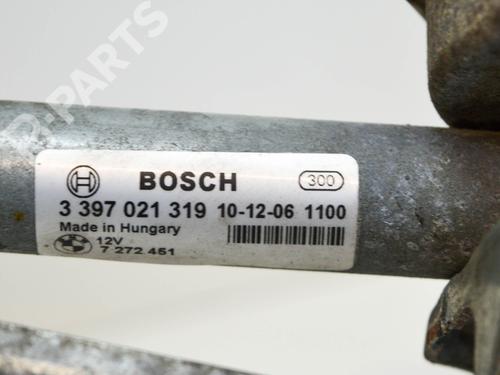 B-PARTS
BOSCH 300
3 397 021 319 10-12-06 1100
Made in Hungary
12V
7 272 451